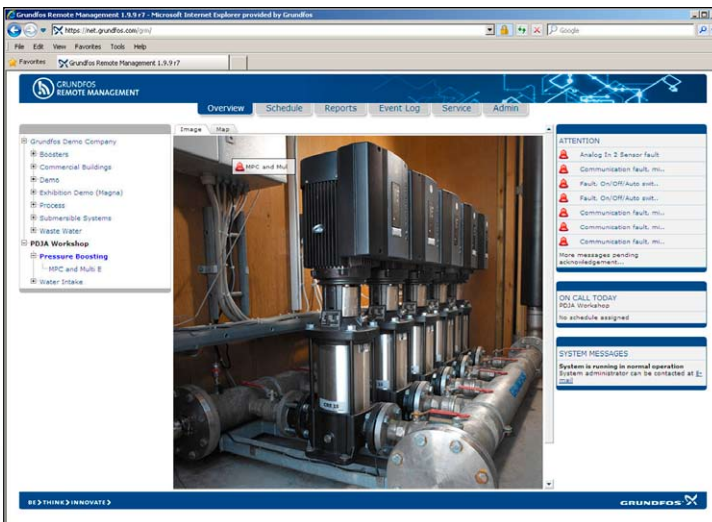 Grundfos Remote Management 1.9.9 r7 - Microsoft Internet Explorer provided by Grundfos
https://net.grundfos.com/grm/
Google
File Edit View Favorites Tools Help
Favorites Grundfos Remote Management 1.9.9 r7
GRUNDFOS
REMOTE MANAGEMENT
Overview Schedule Reports Event Log Service Admin
Image Map
Grundfos Demo Company
Boosters
Commercial Buildings
Demo
Exhibition Demo (Magna)
Process
Submersible Systems
Waste Water
PDJA Workshop
Pressure Boosting
MPC and Multi E
Water Intake
MPC and Mul
ATTENTION
Analog In 2 Sensor fault
Communication fault, mi..
Fault. On/Off/Auto swit..
Fault. On/Off/Auto swit..
Communication fault, mi..
Communication fault, mi..
Communication fault, mi..
More messages pending
acknowledgement...
ON CALL TODAY
PDJA Workshop
No schedule assigned
SYSTEM MESSAGES
System is running in normal operation
System administrator can be contacted at E-
mail
BE > THINK > INNOVATE >
GRUNDFOS